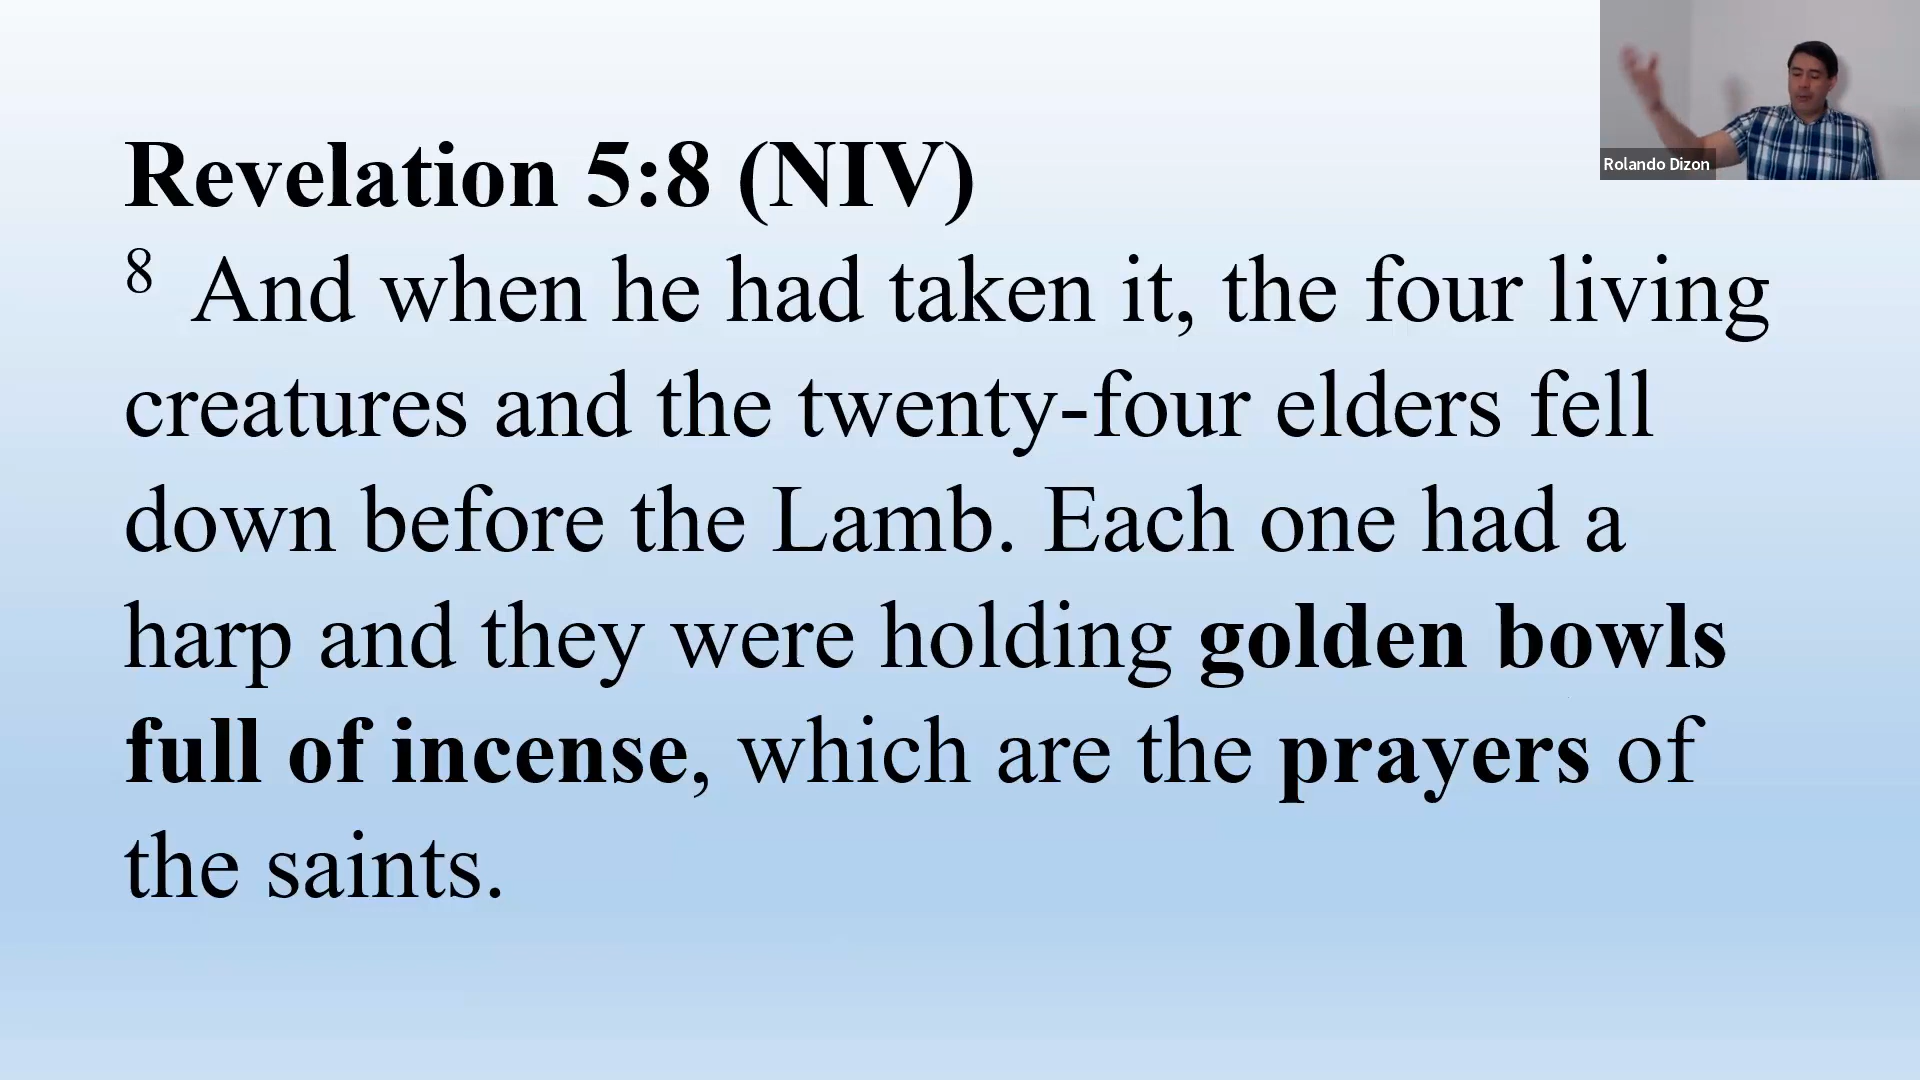 Rolando Dizon
Revelation 5:8 (NIV)
8 And when he had taken it, the four living
creatures and the twenty-four elders fell
down before the Lamb. Each one had a
harp and they were holding golden bowls
full of incense, which are the prayers of
the saints.